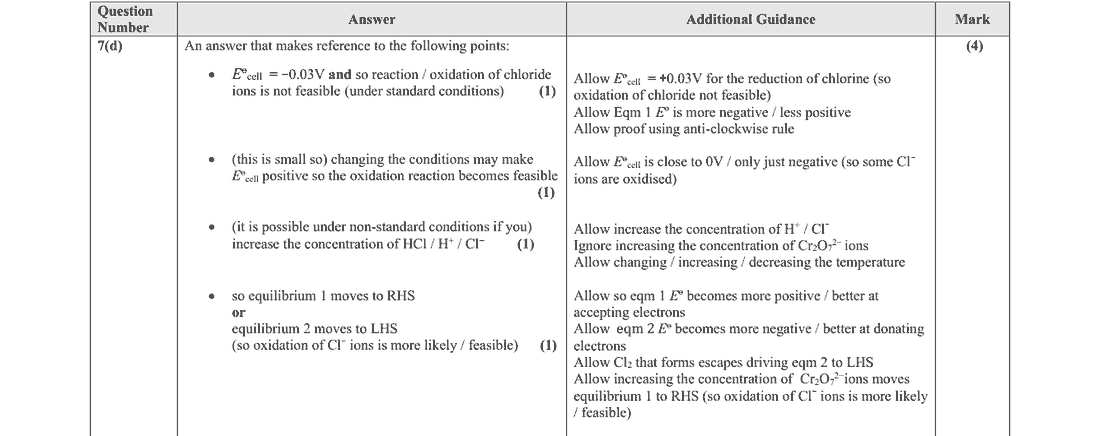 Question Number
Answer
Additional Guidance
Mark
7(d)
An answer that makes reference to the following points:
(4)
• E⦵cell = −0.03V and so reaction / oxidation of chloride
ions is not feasible (under standard conditions) (1)
Allow E⦵cell = +0.03V for the reduction of chlorine (so
oxidation of chloride not feasible)
Allow Eqm 1 E⦵ is more negative / less positive
Allow proof using anti-clockwise rule
• (this is small so) changing the conditions may make
E⦵cell positive so the oxidation reaction becomes feasible
(1)
Allow E⦵cell is close to 0V / only just negative (so some Cl⁻
ions are oxidised)
• (it is possible under non-standard conditions if you)
increase the concentration of HCl / H⁺ / Cl⁻ (1)
Allow increase the concentration of H⁺ / Cl⁻
Ignore increasing the concentration of Cr₂O₇²⁻ ions
Allow changing / increasing / decreasing the temperature
• so equilibrium 1 moves to RHS
or
equilibrium 2 moves to LHS
(so oxidation of Cl⁻ ions is more likely / feasible) (1)
Allow so eqm 1 E⦵ becomes more positive / better at
accepting electrons
Allow eqm 2 E⦵ becomes more negative / better at donating
electrons
Allow Cl₂ that forms escapes driving eqm 2 to LHS
Allow increasing the concentration of Cr₂O₇²⁻ions moves
equilibrium 1 to RHS (so oxidation of Cl⁻ ions is more likely
/ feasible)